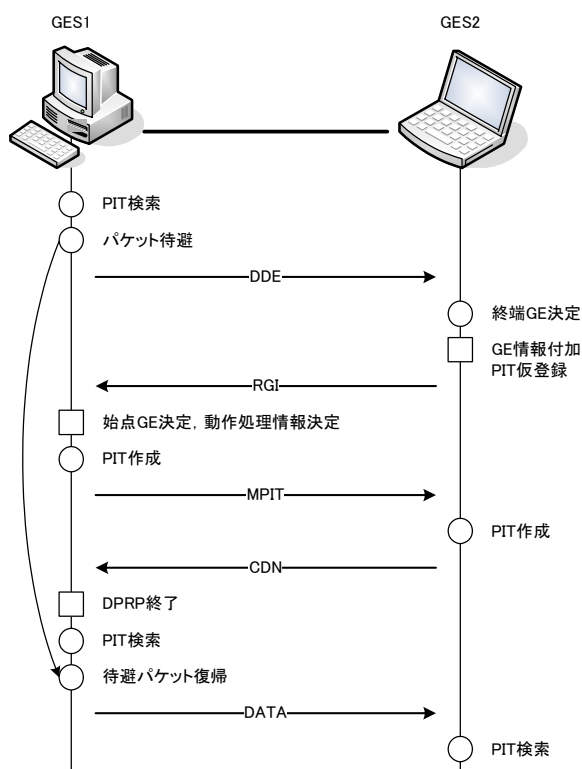 GES1
GES2
PIT検索
パケット待避
DDE
終端GE決定
GE情報付加
PIT仮登録
RGI
始点GE決定, 動作処理情報決定
PIT作成
MPIT
PIT作成
CDN
DPRP終了
PIT検索
待避パケット復帰
DATA
PIT検索